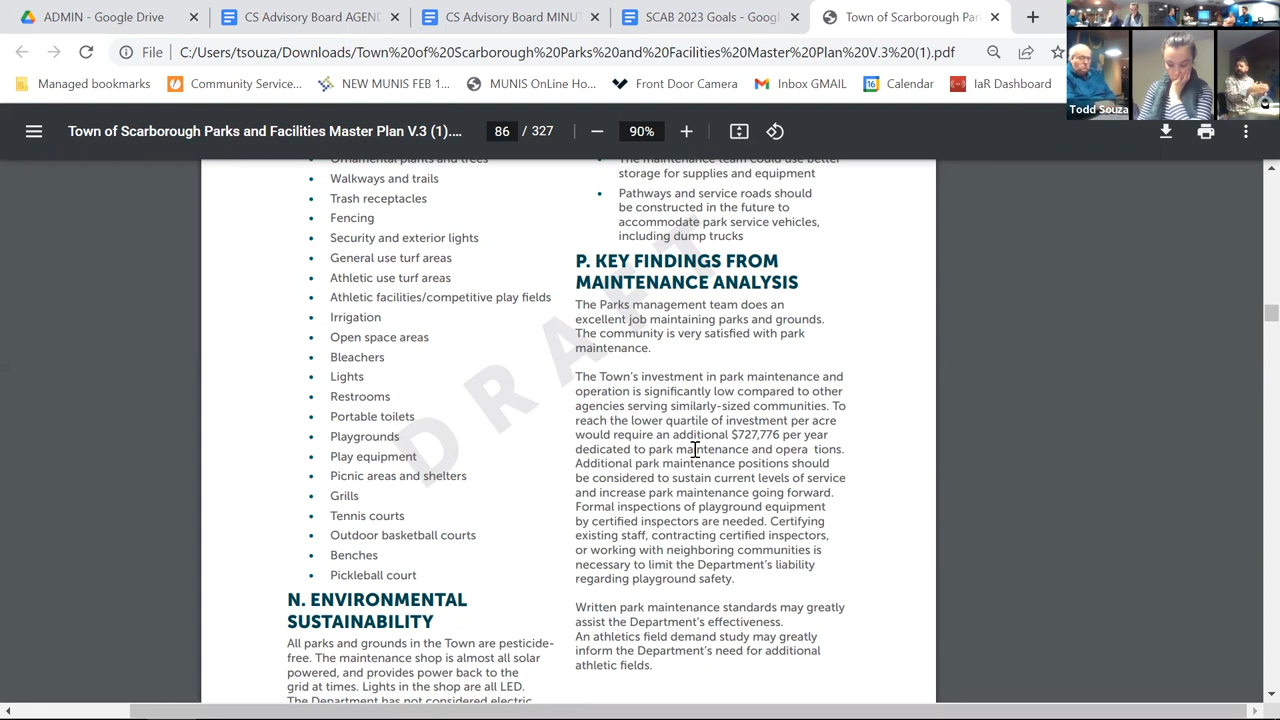 ADMIN - Google Drive
CS Advisory Board AGE
CS Advisory Board MINU
SCAB 2023 Goals - Goog
Town of Scarborough Par
File
C:/Users/tsouza/Downloads/Town%20of%20Scarborough%20Parks%20and%20Facilities%20Master%20Plan%20V.3%20(1).pdf
Managed bookmarks
Community Service...
NEW MUNIS FEB 1...
MUNIS OnLine Ho...
Front Door Camera
Inbox GMAIL
16
Calendar
IaR Dashboard
Todd Souza
Town of Scarborough Parks and Facilities Master Plan V.3 (1)....
86 / 327
90%
Ornamental plants and trees
• Walkways and trails
• Trash receptacles
• Fencing
• Security and exterior lights
• General use turf areas
• Athletic use turf areas
• Athletic facilities/competitive play fields
• Irrigation
• Open space areas
• Bleachers
• Lights
• Restrooms
• Portable toilets
• Playgrounds
• Play equipment
• Picnic areas and shelters
• Grills
• Tennis courts
• Outdoor basketball courts
• Benches
• Pickleball court
N. ENVIRONMENTAL
SUSTAINABILITY
All parks and grounds in the Town are pesticide-
free. The maintenance shop is almost all solar
powered, and provides power back to the
grid at times. Lights in the shop are all LED.
The Department has not considered electric
• The maintenance team could use better
storage for supplies and equipment
• Pathways and service roads should
be constructed in the future to
accommodate park service vehicles,
including dump trucks
P. KEY FINDINGS FROM
MAINTENANCE ANALYSIS
The Parks management team does an
excellent job maintaining parks and grounds.
The community is very satisfied with park
maintenance.
The Town's investment in park maintenance and
operation is significantly low compared to other
agencies serving similarly-sized communities. To
reach the lower quartile of investment per acre
would require an additional $727,776 per year
dedicated to park maintenance and opera tions.
Additional park maintenance positions should
be considered to sustain current levels of service
and increase park maintenance going forward.
Formal inspections of playground equipment
by certified inspectors are needed. Certifying
existing staff, contracting certified inspectors,
or working with neighboring communities is
necessary to limit the Department's liability
regarding playground safety.
Written park maintenance standards may greatly
assist the Department's effectiveness.
An athletics field demand study may greatly
inform the Department's need for additional
athletic fields.
DRAFT